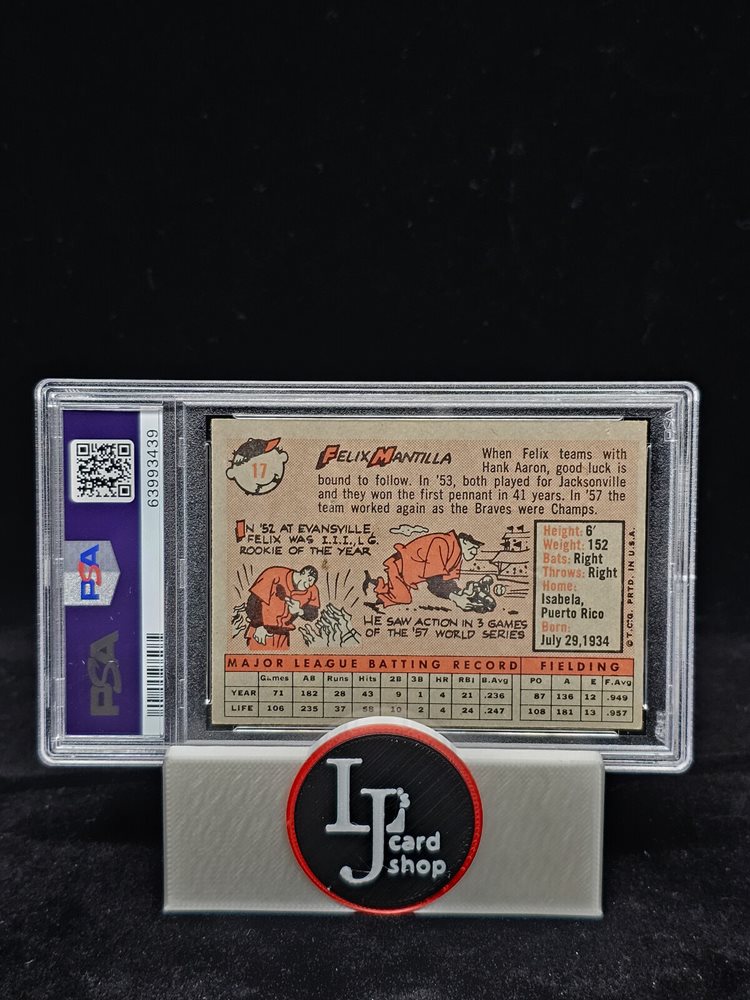 63993439
PSA
PSA
PSA
17
FELIX MANTILLA
When Felix teams with
Hank Aaron, good luck is
bound to follow. In '53, both played for Jacksonville
and they won the first pennant in 41 years. In '57 the
team worked again as the Braves were Champs.
IN '52 AT EVANSVILLE,
FELIX WAS I.I.I., LG.
ROOKIE OF THE YEAR
HE SAW ACTION IN 3 GAMES
OF THE '57 WORLD SERIES
Height: 6'
Weight: 152
Bats: Right
Throws: Right
Home:
Isabela,
Puerto Rico
Born:
July 29, 1934
© T.C.G. PRTD. IN U.S.A.
MAJOR LEAGUE BATTING RECORD FIELDING
Games AB Runs Hits 2B 3B HR RBI B.Avg PO A E F.Avg
YEAR 71 182 28 43 9 1 4 21 .236 87 136 12 .949
LIFE 106 235 37 58 10 2 4 24 .247 108 181 13 .957
LJ
card
shop